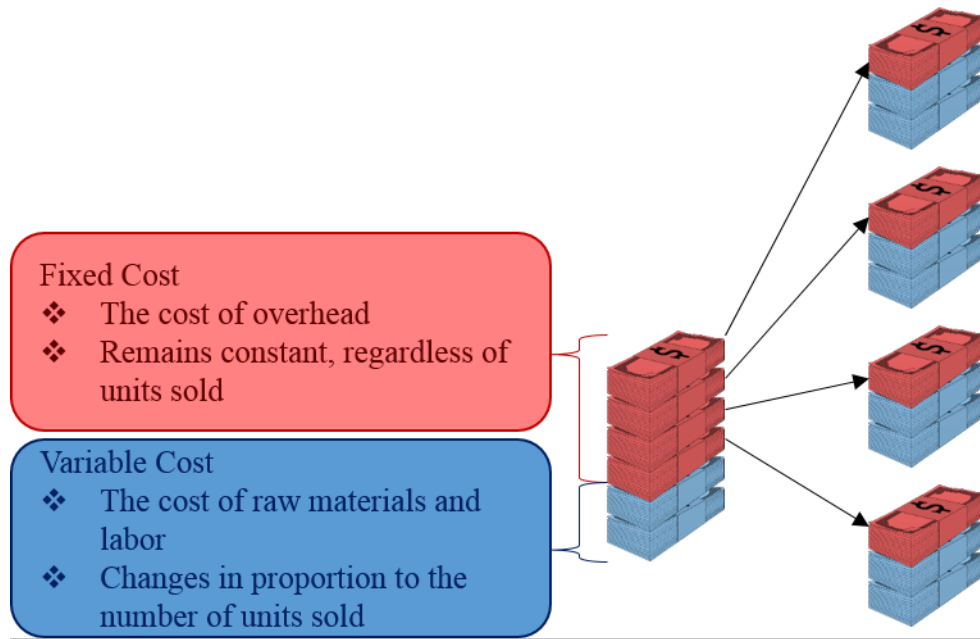 Fixed Cost
❖ The cost of overhead
❖ Remains constant, regardless of
units sold
Variable Cost
❖ The cost of raw materials and
labor
❖ Changes in proportion to the
number of units sold
$
$
$
$
$